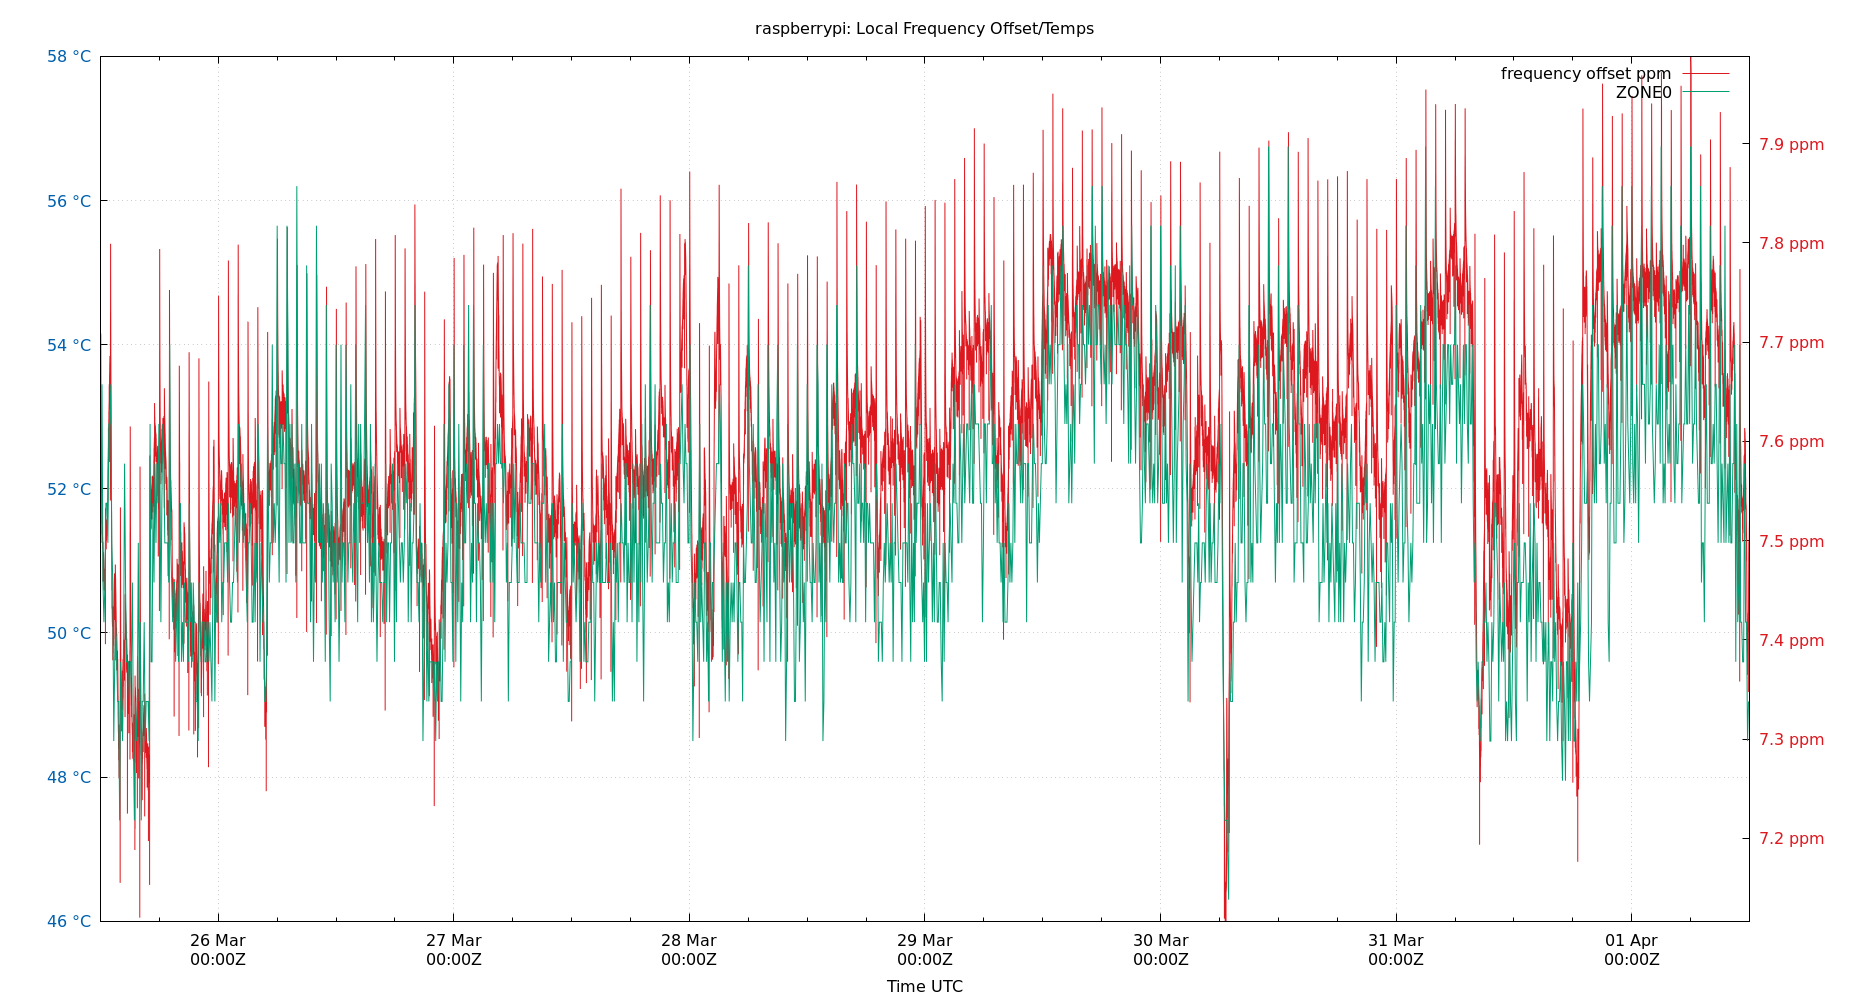 raspberrypi: Local Frequency Offset/Temps
58 °C
56 °C
54 °C
52 °C
50 °C
48 °C
46 °C
frequency offset ppm
ZONE0
7.9 ppm
7.8 ppm
7.7 ppm
7.6 ppm
7.5 ppm
7.4 ppm
7.3 ppm
7.2 ppm
26 Mar
00:00Z
27 Mar
00:00Z
28 Mar
00:00Z
29 Mar
00:00Z
30 Mar
00:00Z
31 Mar
00:00Z
01 Apr
00:00Z
Time UTC